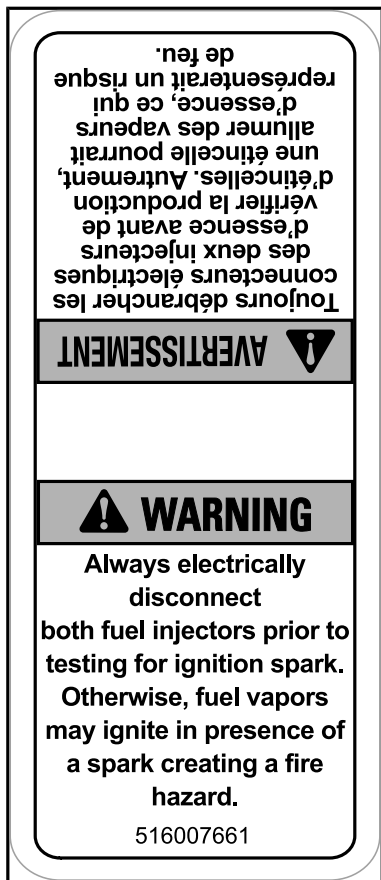 AVERTISSEMENT
Toujours débrancher les
connecteurs électriques
des deux injecteurs
d'essence avant de
vérifier la production
d'étincelles. Autrement,
une étincelle pourrait
allumer des vapeurs
d'essence, ce qui
représenterait un risque
de feu.
WARNING
Always electrically
disconnect
both fuel injectors prior to
testing for ignition spark.
Otherwise, fuel vapors
may ignite in presence of
a spark creating a fire
hazard.
516007661